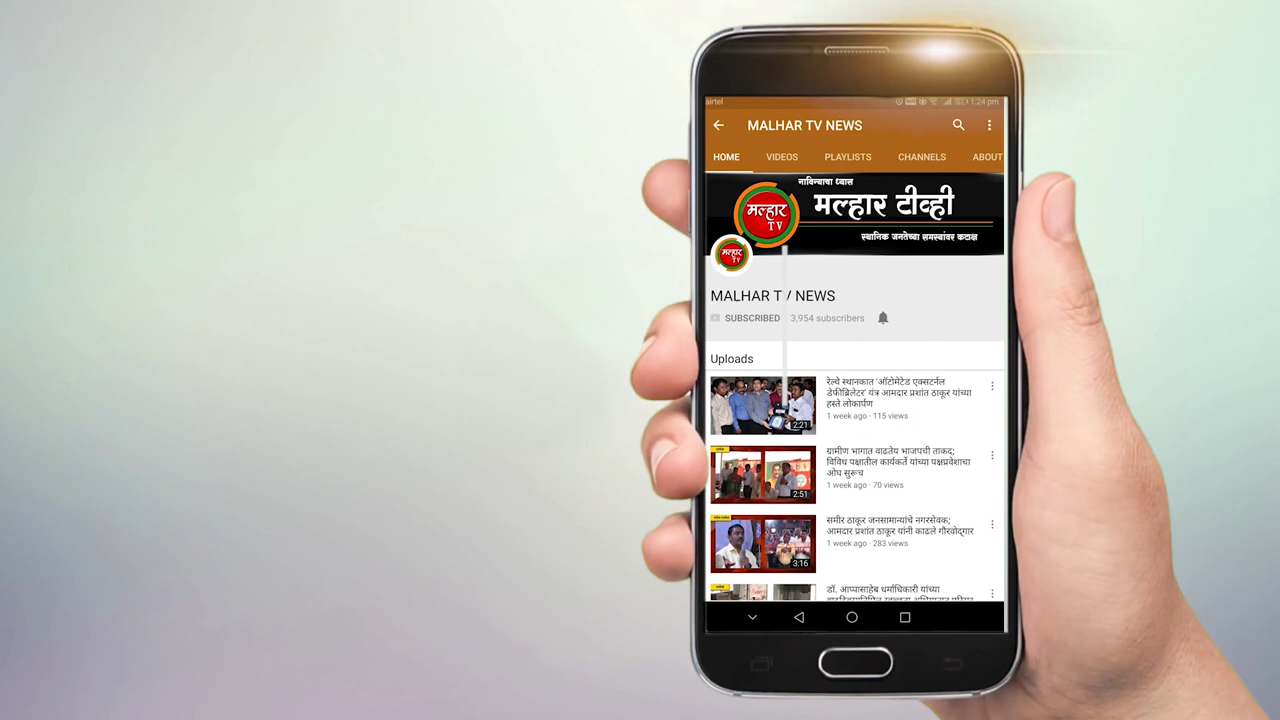 airtel 1:24 pm
MALHAR TV NEWS
HOME VIDEOS PLAYLISTS CHANNELS ABOUT
नाविन्याचा ध्यास
मल्हार टीव्ही
स्थानिक जनतेच्या समस्यांवर कटाक्ष
मल्हार
TV
मल्हार
TV
MALHAR TV NEWS
SUBSCRIBED 3,954 subscribers
Uploads
रेल्वे स्थानकात 'ऑटोमेटेड एक्सटर्नल
डेफीब्रिलेटर' यंत्र आमदार प्रशांत ठाकूर यांच्या
हस्ते लोकार्पण
1 week ago · 115 views
2:21
ग्रामीण भागात वाढतेय भाजपची ताकद;
विविध पक्षातील कार्यकर्ते यांच्या पक्षप्रवेशाचा
ओघ सुरूच
1 week ago · 70 views
2:51
समीर ठाकूर जनसामान्यांचे नगरसेवक;
आमदार प्रशांत ठाकूर यांनी काढले गौरवोद्गार
1 week ago · 283 views
3:16
डॉ. आप्पासाहेब धर्माधिकारी यांच्या